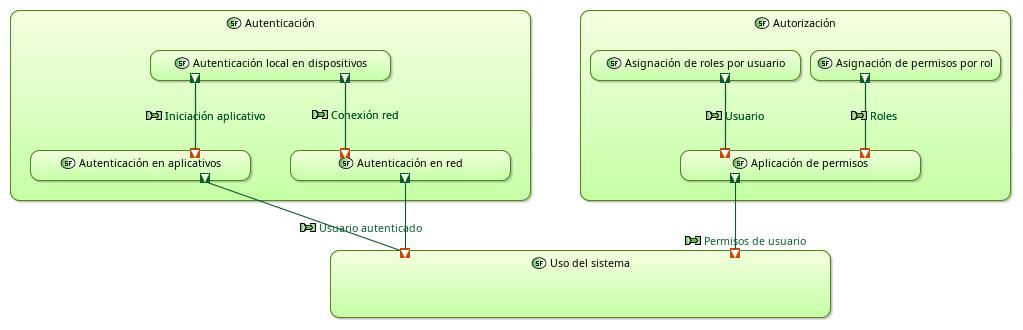 SF Autenticación
SF Autorización
SF Autenticación local en dispositivos
SF Asignación de roles por usuario
SF Asignación de permisos por rol
Iniciación aplicativo
Conexión red
Usuario
Roles
SF Autenticación en aplicativos
SF Autenticación en red
SF Aplicación de permisos
Usuario autenticado
Permisos de usuario
SF Uso del sistema